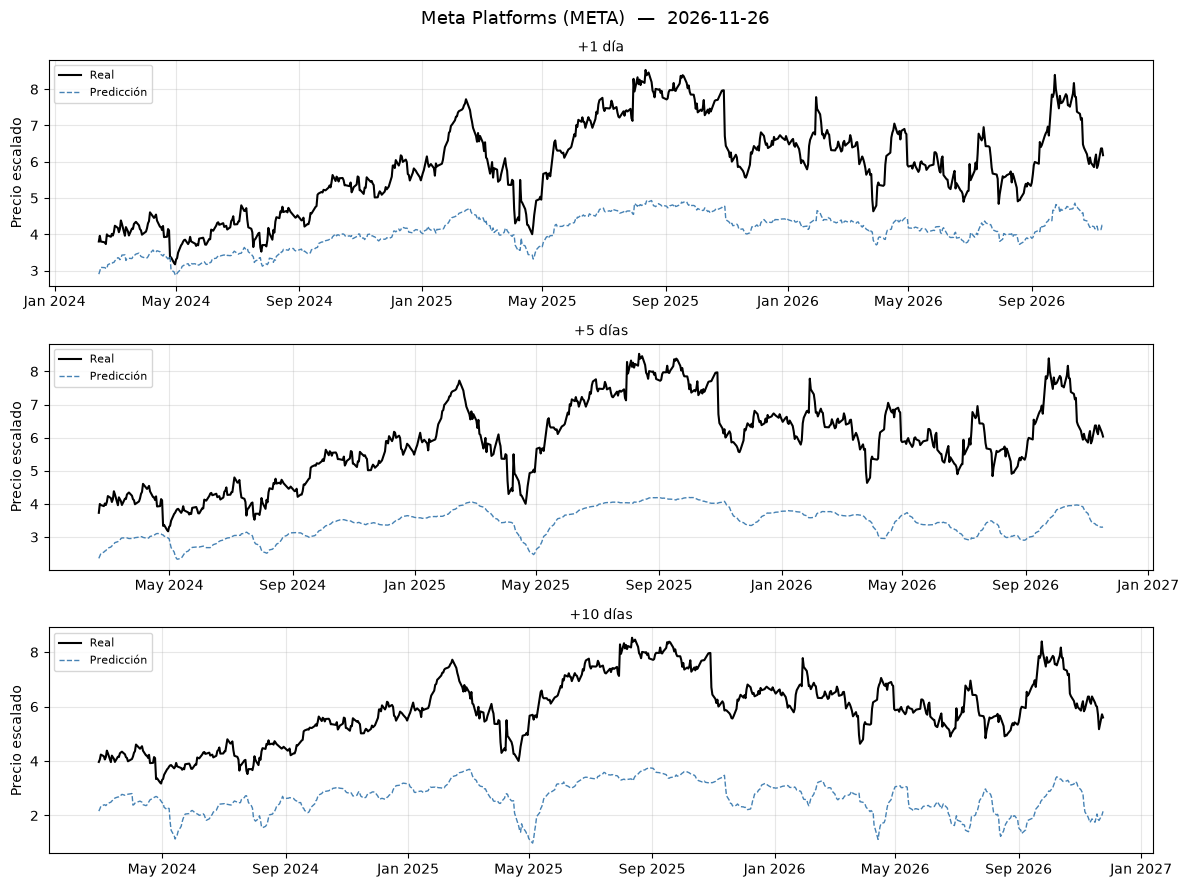 Meta Platforms (META) — 2026-11-26
+1 día
Precio escalado
8
7
6
5
4
3
Real
Predicción
Jan 2024 May 2024 Sep 2024 Jan 2025 May 2025 Sep 2025 Jan 2026 May 2026 Sep 2026
+5 días
Precio escalado
8
7
6
5
4
3
Real
Predicción
May 2024 Sep 2024 Jan 2025 May 2025 Sep 2025 Jan 2026 May 2026 Sep 2026 Jan 2027
+10 días
Precio escalado
8
6
4
2
Real
Predicción
May 2024 Sep 2024 Jan 2025 May 2025 Sep 2025 Jan 2026 May 2026 Sep 2026 Jan 2027